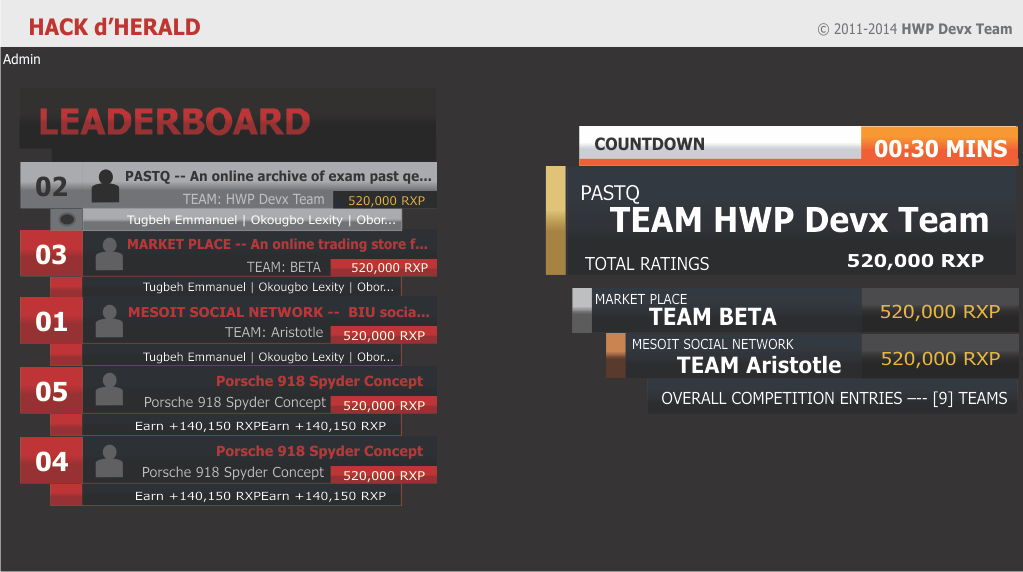 HACK d'HERALD
© 2011-2014 HWP Devx Team
Admin
LEADERBOARD
02
PASTQ -- An online archive of exam past qe...
TEAM: HWP Devx Team
520,000 RXP
Tugbeh Emmanuel | Okougbo Lexity | Obor...
03
MARKET PLACE -- An online trading store f...
TEAM: BETA
520,000 RXP
Tugbeh Emmanuel | Okougbo Lexity | Obor...
01
MESOIT SOCIAL NETWORK -- BIU socia...
TEAM: Aristotle
520,000 RXP
Tugbeh Emmanuel | Okougbo Lexity | Obor...
05
Porsche 918 Spyder Concept
Porsche 918 Spyder Concept
520,000 RXP
Earn +140,150 RXPEarn +140,150 RXP
04
Porsche 918 Spyder Concept
Porsche 918 Spyder Concept
520,000 RXP
Earn +140,150 RXPEarn +140,150 RXP
COUNTDOWN
00:30 MINS
PASTQ
TEAM HWP Devx Team
TOTAL RATINGS
520,000 RXP
MARKET PLACE
TEAM BETA
520,000 RXP
MESOIT SOCIAL NETWORK
TEAM Aristotle
520,000 RXP
OVERALL COMPETITION ENTRIES –-- [9] TEAMS